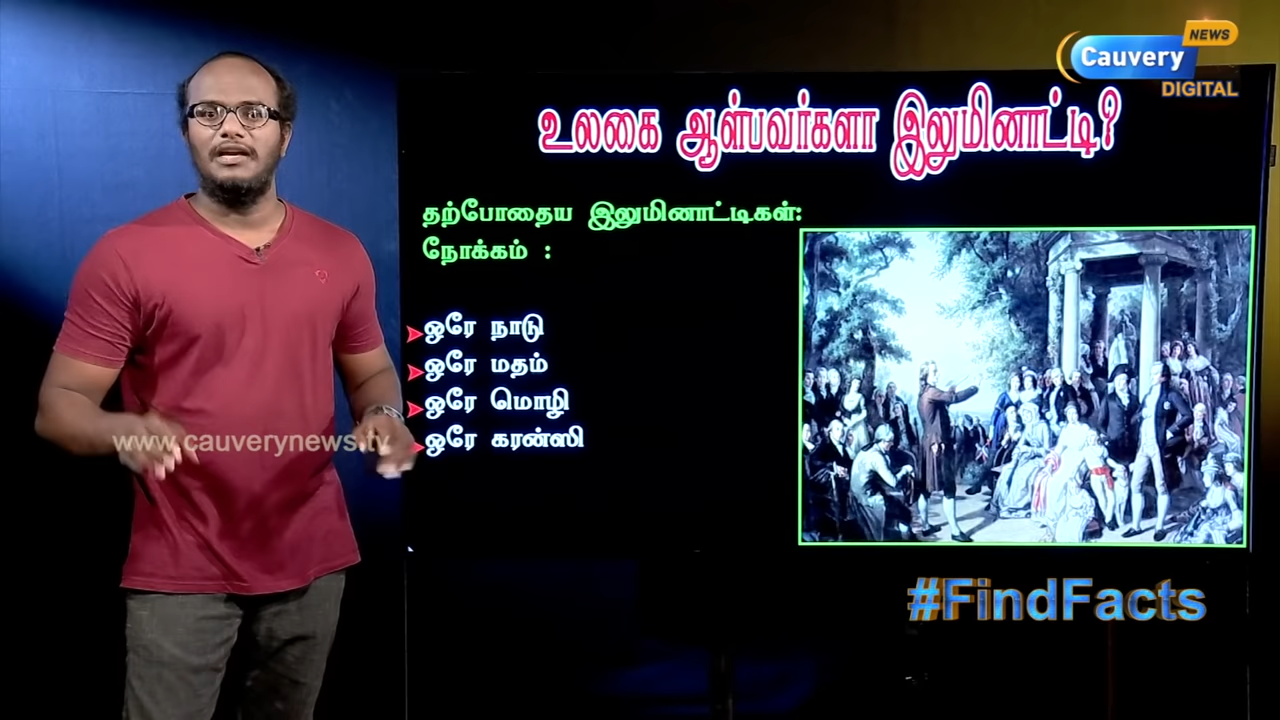 Cauvery NEWS
DIGITAL
உலகை ஆள்பவர்களா இலுமினாட்டி?
தற்போதைய இலுமினாட்டிகள்:
நோக்கம் :
ஒரே நாடு
ஒரே மதம்
ஒரே மொழி
ஒரே கரன்ஸி
www.cauverynews.tv
#FindFacts